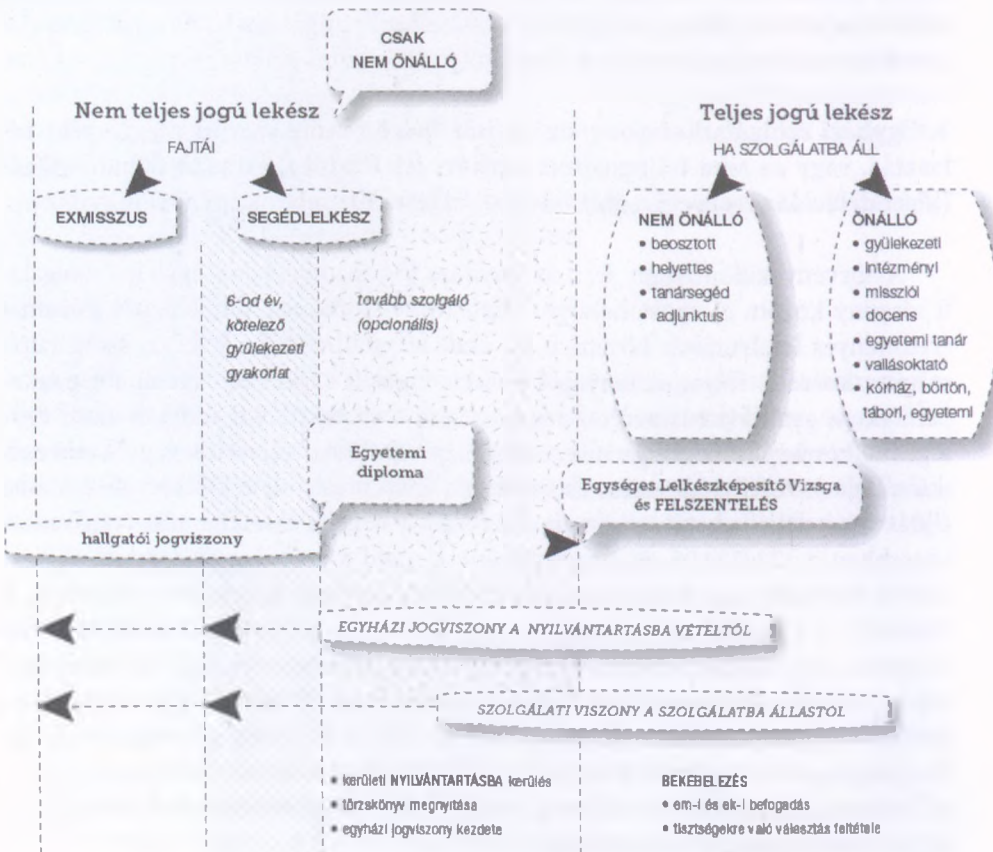 CSAK
NEM ÖNÁLLÓ
Nem teljes jogú lekész
FAJTÁI
EXMISSZUS
SEGÉDLELKÉSZ
6-od év,
kötelező
gyülekezeti
gyakorlat
tovább szolgáló
(opcionális)
Teljes jogú lekész
HA SZOLGÁLATBA ÁLL
NEM ÖNÁLLÓ
• beosztott
• helyettes
• tanársegéd
• adjunktus
ÖNÁLLÓ
• gyülekezeti
• intézményi
• missziói
• docens
• egyetemi tanár
• vallásoktató
• kórház, börtön,
tábori, egyetemi
Egyetemi
diploma
Egységes Lelkészképesítő Vizsga
és FELSZENTELÉS
hallgatói jogviszony
EGYHÁZI JOGVISZONY A NYILVÁNTARTÁSBA VÉTELTŐL
SZOLGÁLATI VISZONY A SZOLGÁLATBA ÁLLÁSTÓL
• kerületi NYILVÁNTARTÁSBA kerülés
• törzskönyv megnyitása
• egyházi jogviszony kezdete
BEKEBELEZÉS
• em-i és ek-i befogadás
• tisztségekre való választás feltétele